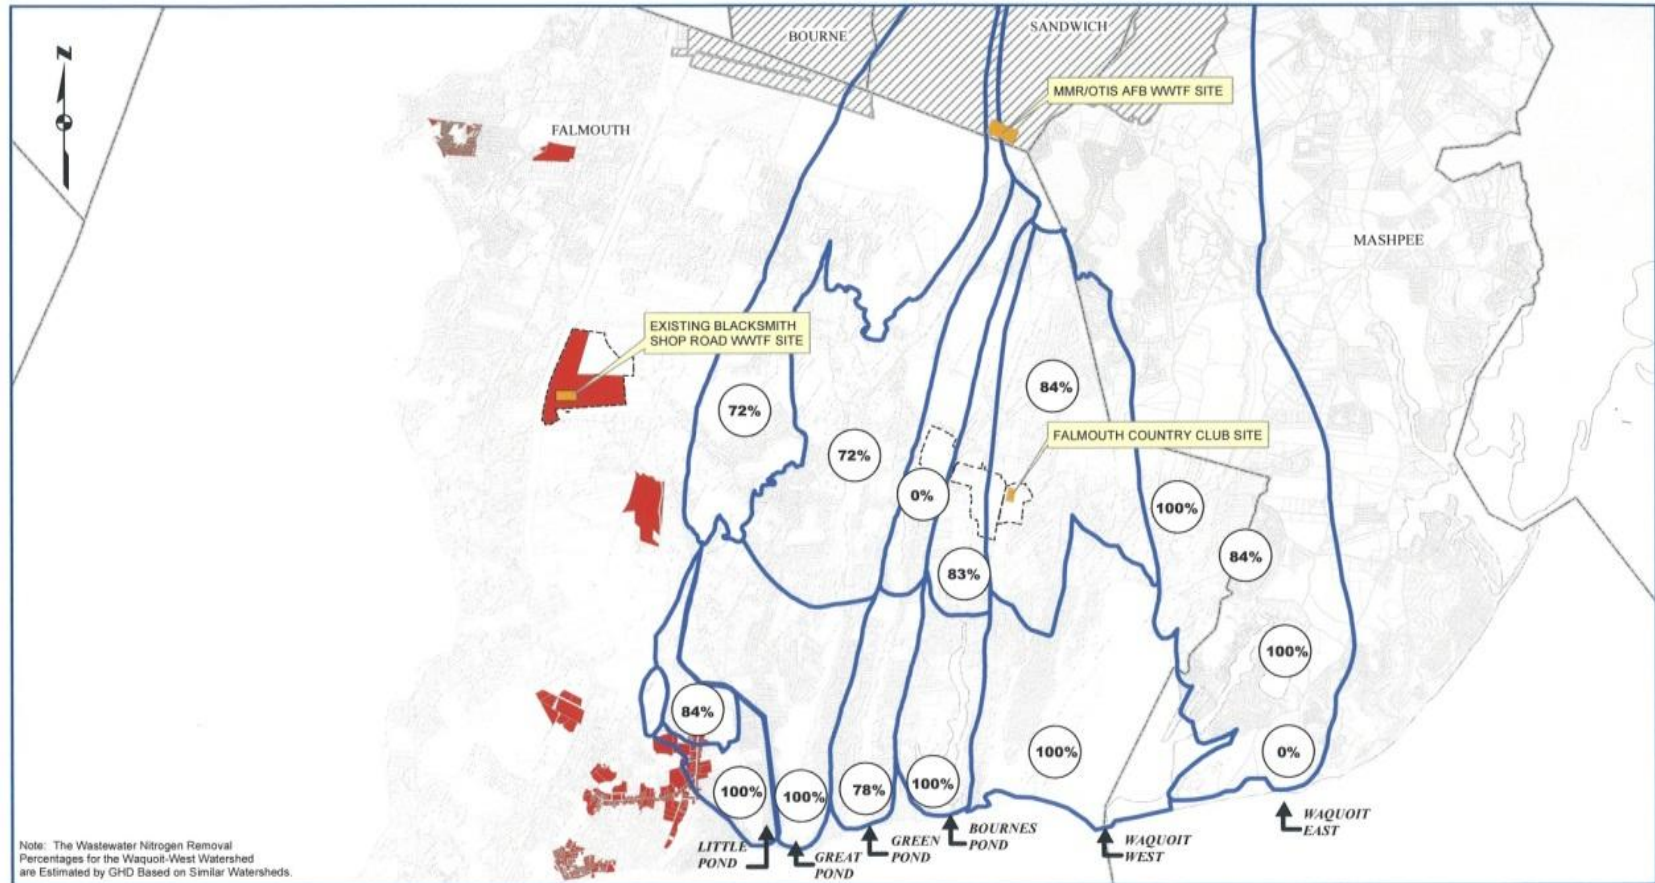 BOURNE
SANDWICH
Z
MMR/OTIS AFB WWTF SITE
FALMOUTH
MASHPEE
EXISTING BLACKSMITH
SHOP ROAD WWTF SITE
84%
72%
FALMOUTH COUNTRY CLUB SITE
72%
0%
100%
84%
83%
100%
84%
100%
0%
100%
100%
78%
100%
LITTLE
POND
GREAT
POND
GREEN
POND
BOURNES
POND
WAQUOIT
WEST
WAQUOIT
EAST
Note: The Wastewater Nitrogen Removal
Percentages for the Waquoit-West Watershed
are Estimated by GHD Based on Similar Watersheds.